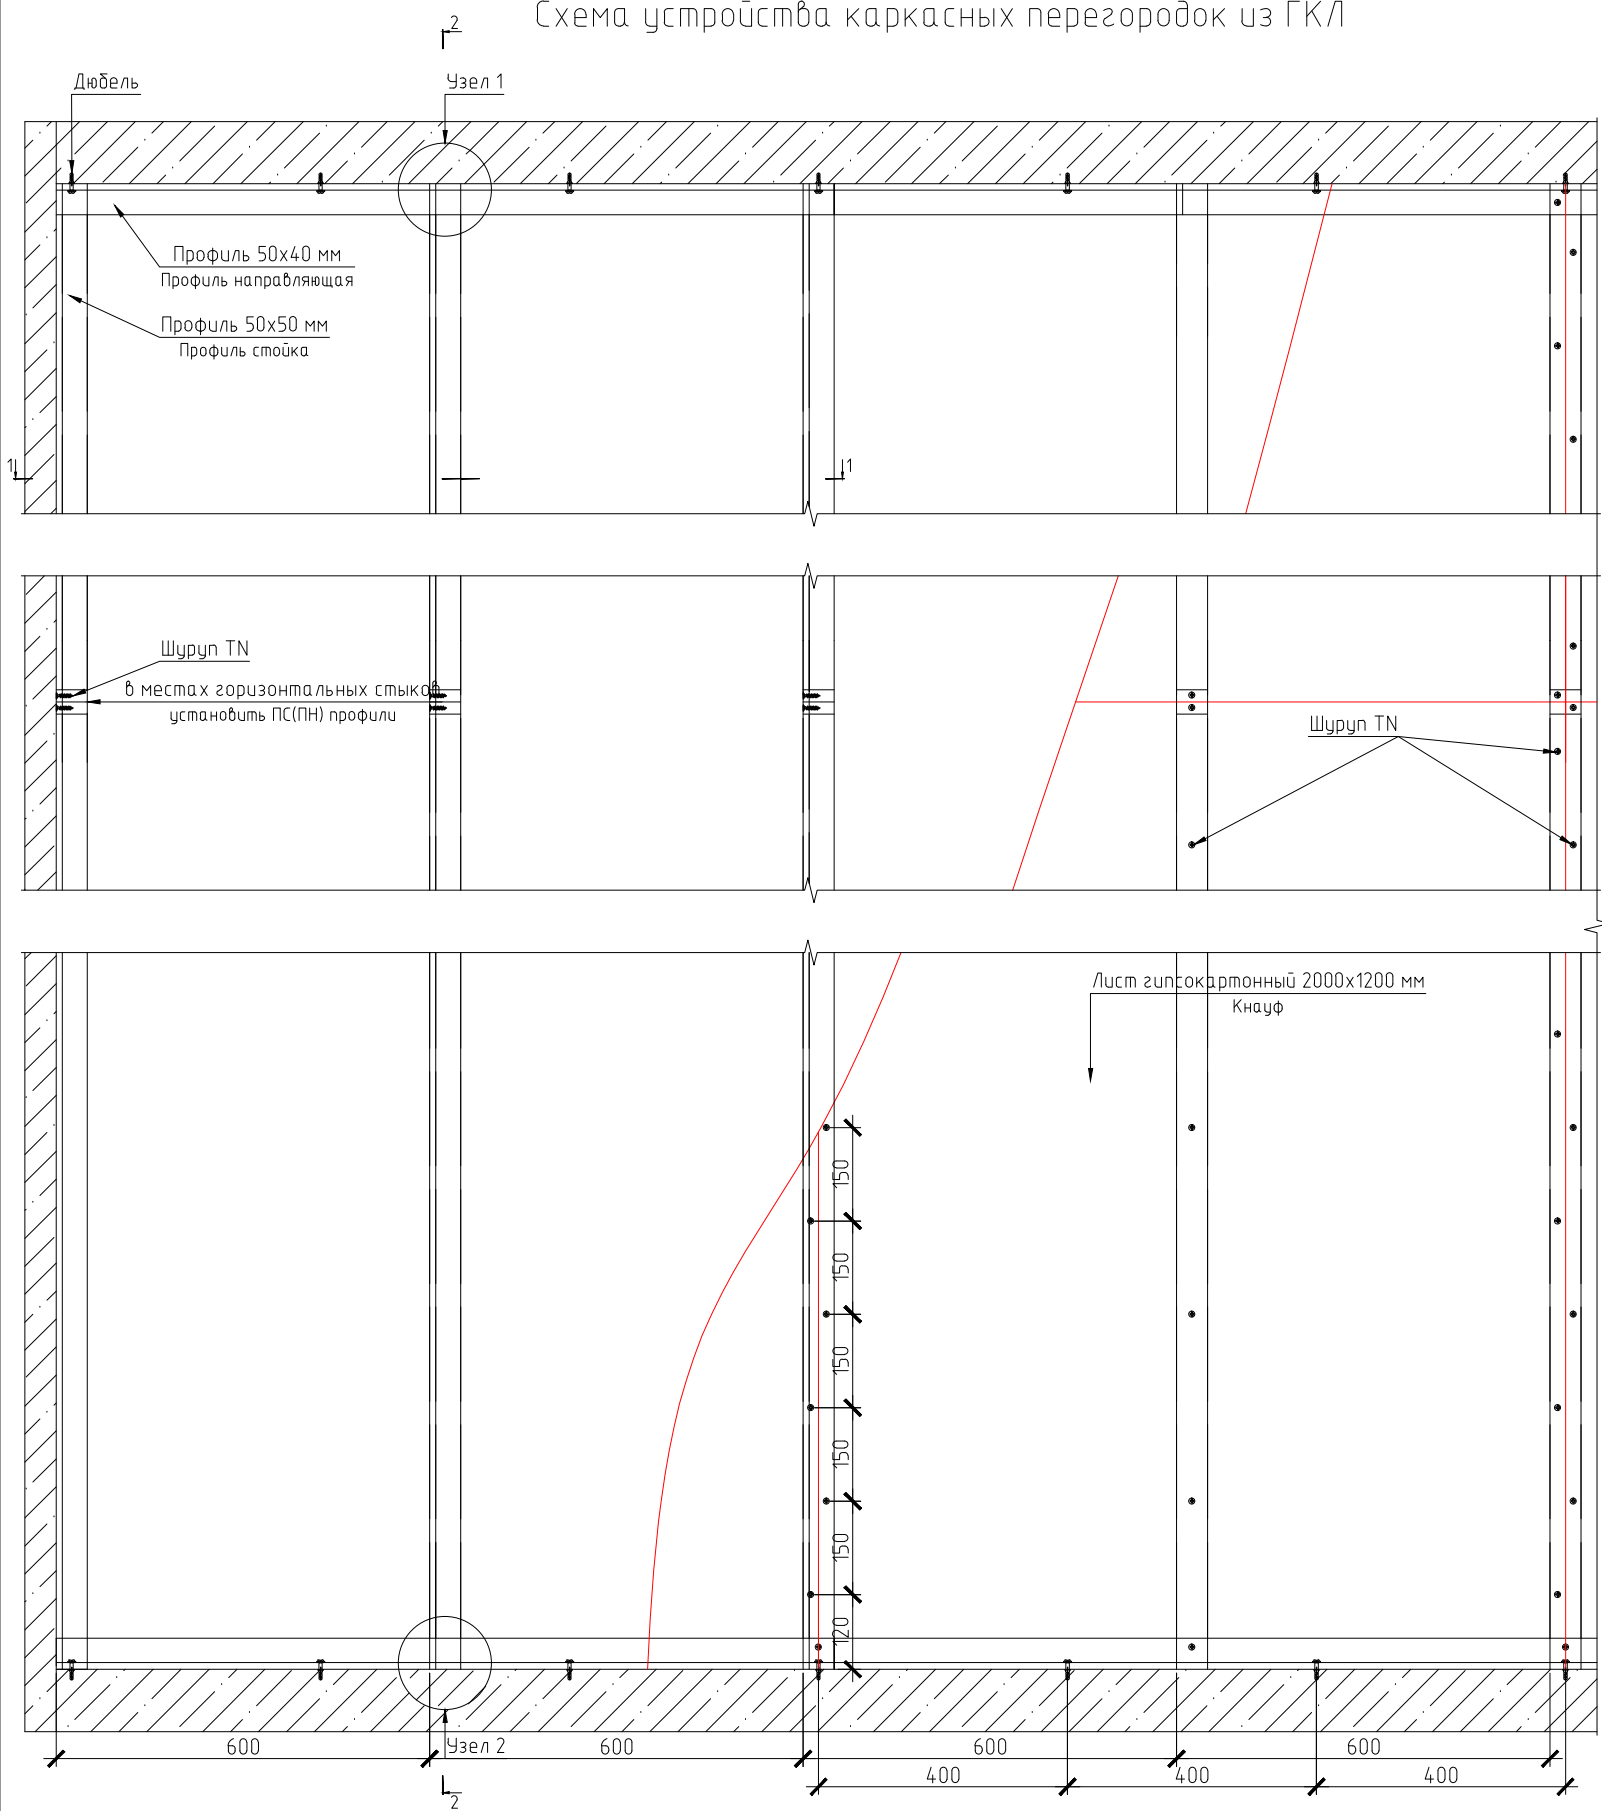 Схема устройства каркасных перегородок из ГКЛ
2
Дюбель
Узел 1
Профиль 50х40 мм
Профиль направляющая
Профиль 50х50 мм
Профиль стойка
1
1
Шуруп TN
в местах горизонтальных стыков
установить ПС(ПН) профили
Шуруп TN
Лист гипсокартонный 2000х1200 мм
Кнауф
150
150
150
150
150
120
Узел 2
600
600
600
600
400
400
400
2